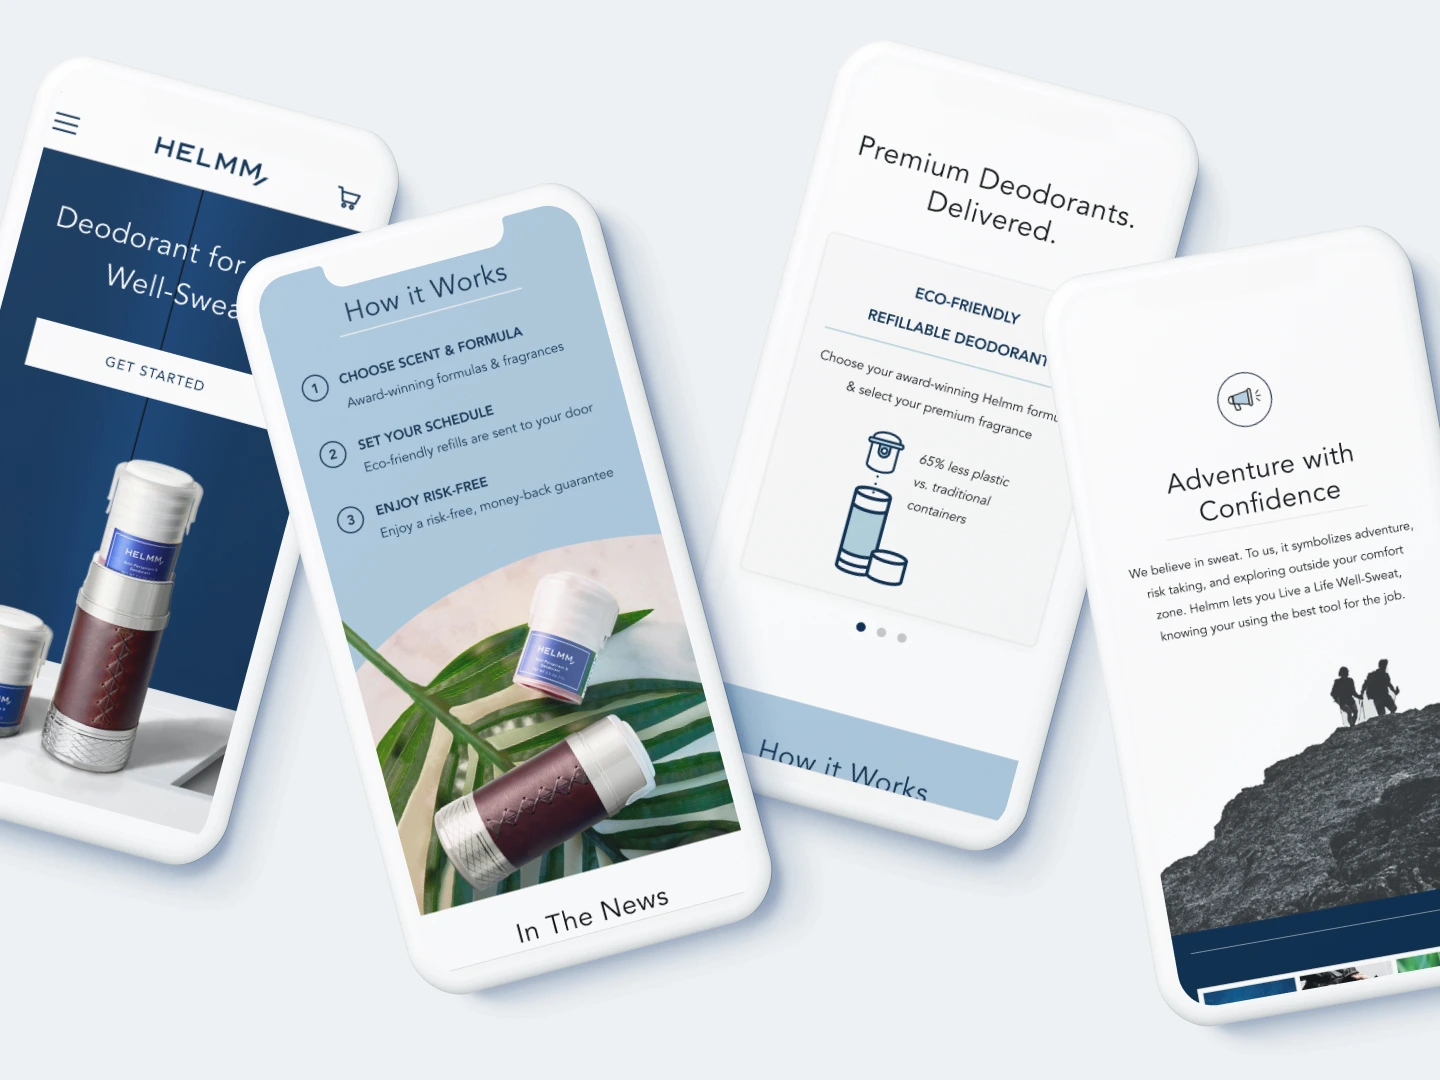 HELMM
Deodorant for
Well-Swea
GET STARTED
HELMM
How it Works
1
CHOOSE SCENT & FORMULA
Award-winning formulas & fragrances
2
SET YOUR SCHEDULE
Eco-friendly refills are sent to your door
3
ENJOY RISK-FREE
Enjoy a risk-free, money-back guarantee
HELMM
In The News
Premium Deodorants.
Delivered.
ECO-FRIENDLY
REFILLABLE DEODORANT
Choose your award-winning Helmm formu
& select your premium fragrance
65% less plastic
vs. traditional
containers
How it Works
Adventure with
Confidence
We believe in sweat. To us, it symbolizes adventure,
risk taking, and exploring outside your comfort
zone. Helmm lets you Live a Life Well-Sweat,
knowing your using the best tool for the job.